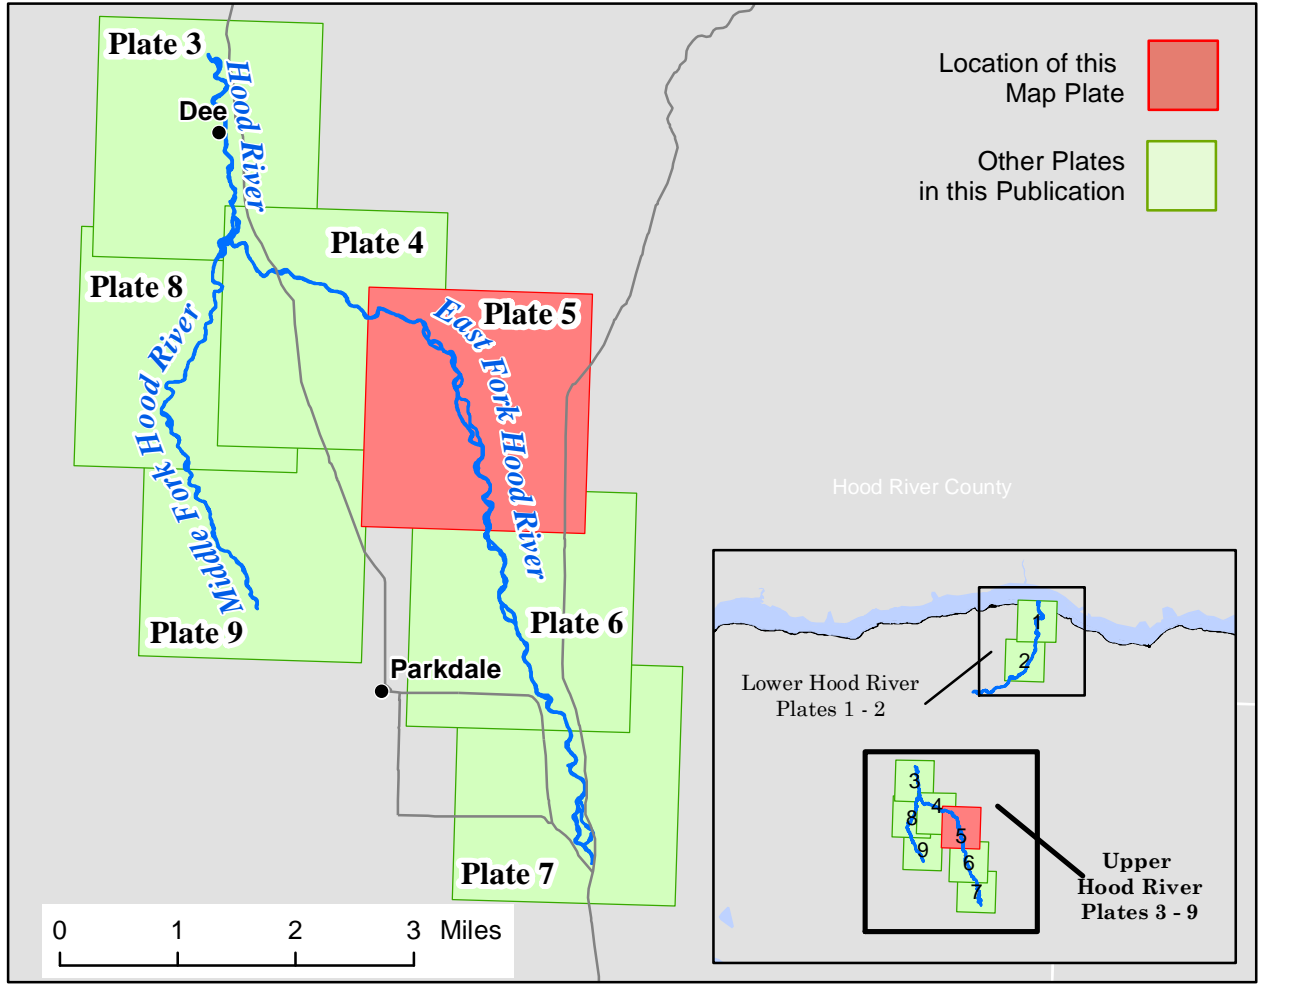 Plate 3
Dee
Hood River
Plate 4
Plate 8
Plate 5
East Fork Hood River
Middle Fork Hood River
Plate 6
Plate 9
Parkdale
Plate 7
0 1 2 3 Miles
Location of this
Map Plate
Other Plates
in this Publication
Hood River County
1
2
Lower Hood River
Plates 1 - 2
3
4
8
5
9
6
7
Upper
Hood River
Plates 3 - 9